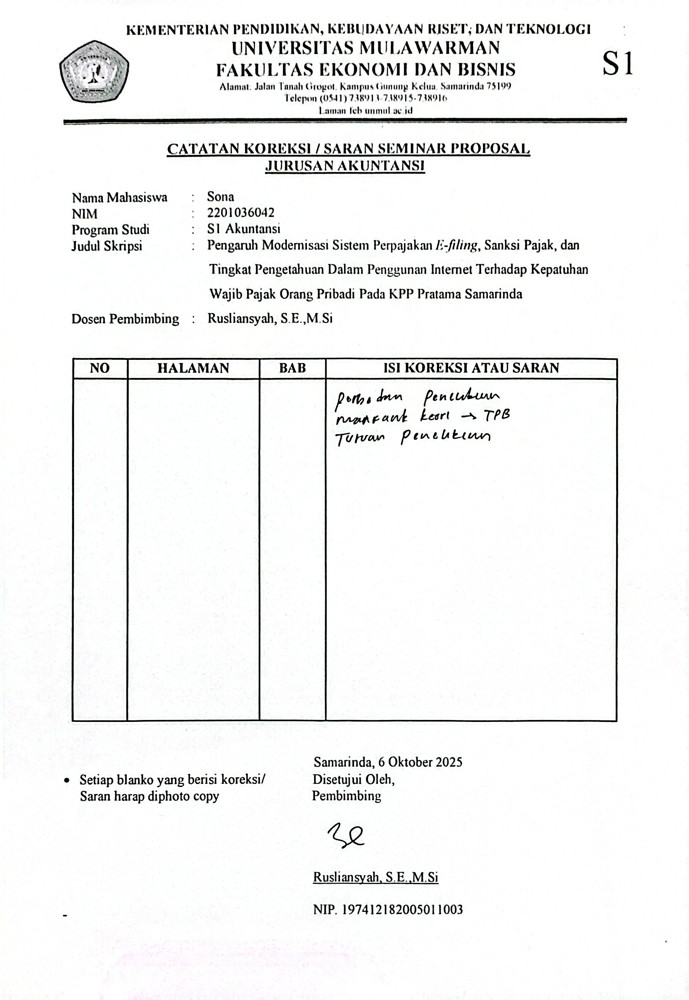 KEMENTERIAN PENDIDIKAN, KEBUDAYAAN RISET, DAN TEKNOLOGI
UNIVERSITAS MULAWARMAN
FAKULTAS EKONOMI DAN BISNIS
S1
Alamat. Jalan Tanah Grogot, Kampus Gunung Kelua, Samarinda 75199
Telepon (0541) 738913-738915-738916
Laman feb unmul.ac.id
CATATAN KOREKSI / SARAN SEMINAR PROPOSAL
JURUSAN AKUNTANSI
Nama Mahasiswa : Sona
NIM : 2201036042
Program Studi : S1 Akuntansi
Judul Skripsi : Pengaruh Modernisasi Sistem Perpajakan E-filing, Sanksi Pajak, dan
Tingkat Pengetahuan Dalam Penggunan Internet Terhadap Kepatuhan
Wajib Pajak Orang Pribadi Pada KPP Pratama Samarinda
Dosen Pembimbing : Rusliansyah, S.E.,M.Si
NO HALAMAN BAB ISI KOREKSI ATAU SARAN
manfaat teori → TPB
Tujuan Penelitian
Samarinda, 6 Oktober 2025
• Setiap blanko yang berisi koreksi/
Saran harap diphoto copy
Disetujui Oleh,
Pembimbing
Rusliansyah, S.E.,M.Si
NIP. 197412182005011003